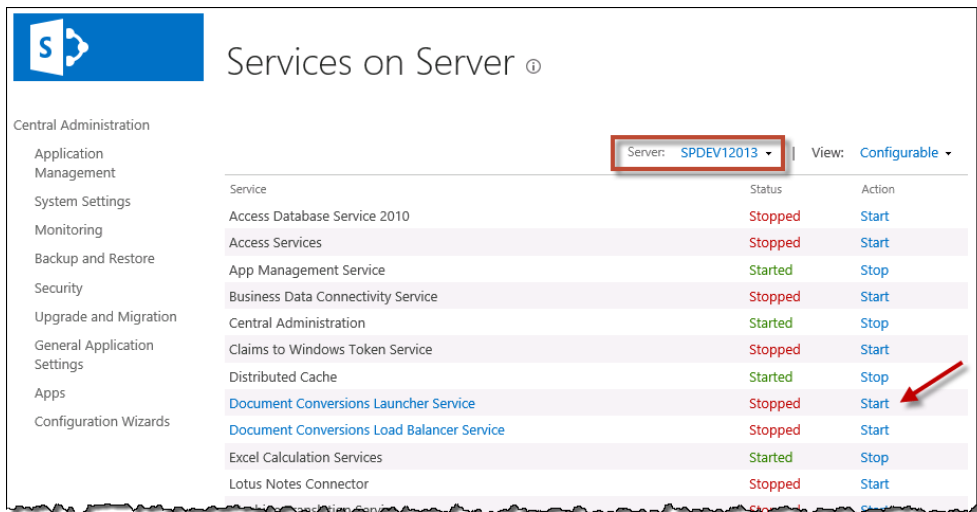 S
Services on Server
Central Administration
Application
Management
System Settings
Monitoring
Backup and Restore
Security
Upgrade and Migration
General Application
Settings
Apps
Configuration Wizards
Server: SPDEV12013 | View: Configurable
Service Status Action
Access Database Service 2010 Stopped Start
Access Services Stopped Start
App Management Service Started Stop
Business Data Connectivity Service Stopped Start
Central Administration Started Stop
Claims to Windows Token Service Stopped Start
Distributed Cache Started Stop
Document Conversions Launcher Service Stopped Start
Document Conversions Load Balancer Service Stopped Start
Excel Calculation Services Started Stop
Lotus Notes Connector Stopped Start